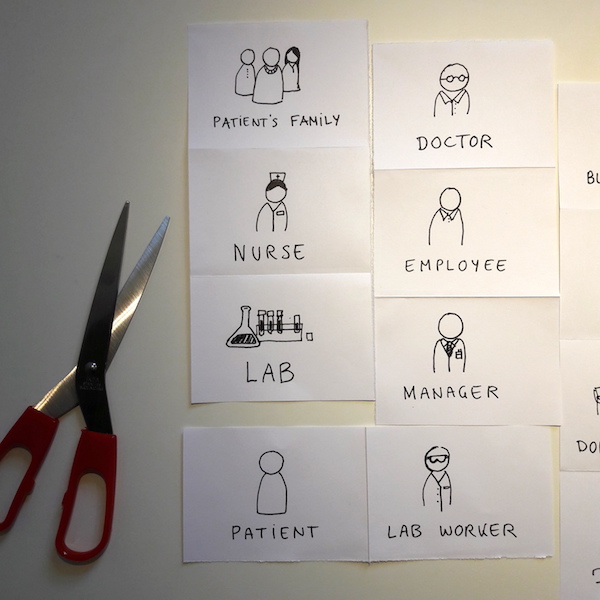 PATIENT'S FAMILY
DOCTOR
NURSE
EMPLOYEE
LAB
MANAGER
PATIENT
LAB WORKER